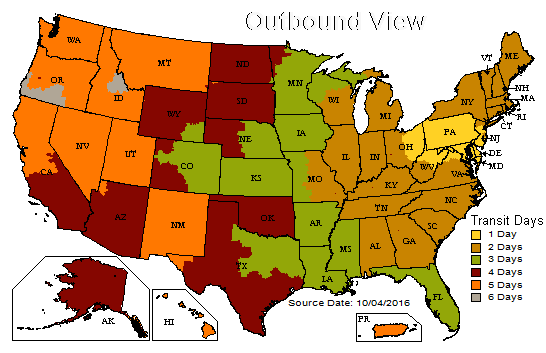 Outbound View
WA
MT
ND
MN
VT
ME
OR
ID
SD
WI
NY
NH
MA
WY
MI
RI
CT
IA
PA
NE
NV
UT
IL
IN
OH
NJ
DE
MD
CO
CA
KS
MO
WV
VA
KY
NC
TN
AZ
NM
OK
AR
SC
Transit Days
1 Day
2 Days
3 Days
4 Days
5 Days
6 Days
MS
AL
GA
TX
LA
FL
Source Date: 10/04/2016
AK
HI
PR